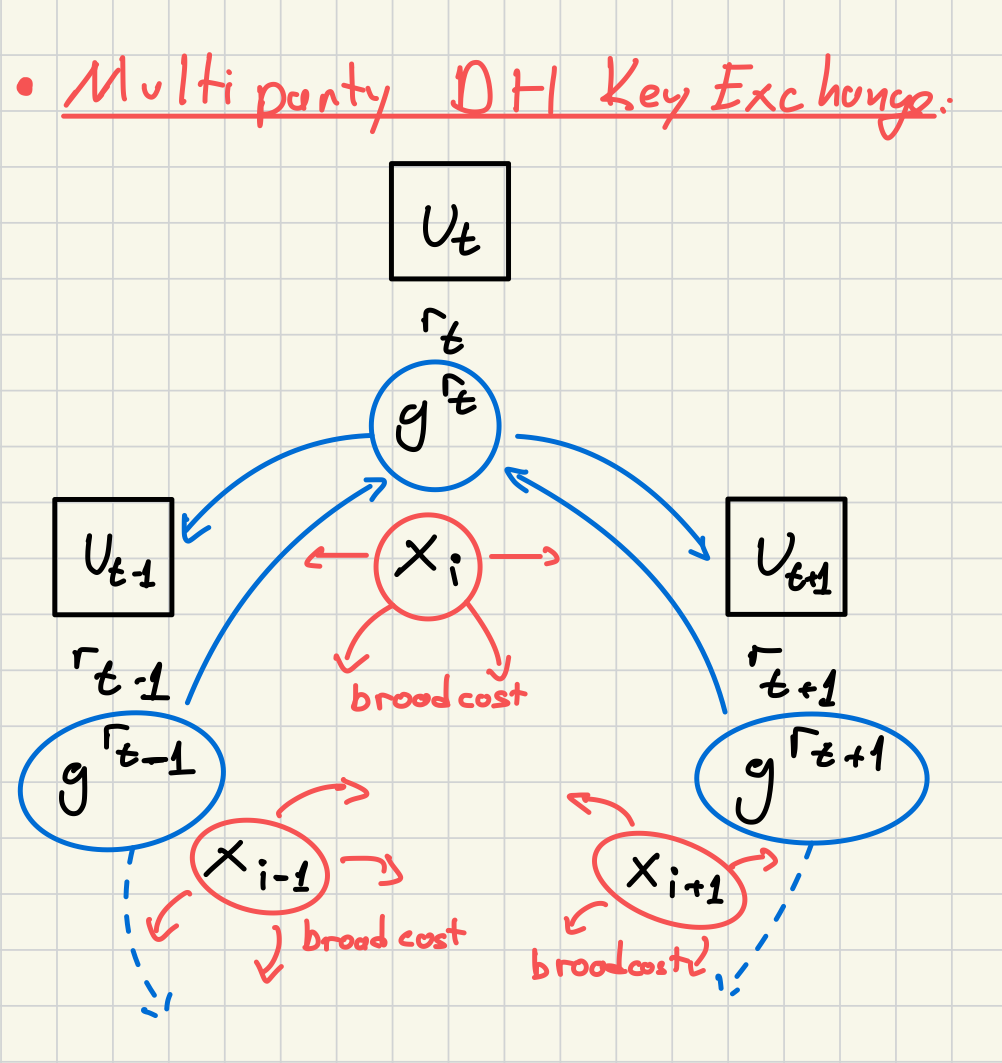 • Multiparty DH Key Exchange:
U_t
r_t
g^{r_t}
U_{t-1}
X_i
U_{t+1}
r_{t-1}
broadcast
r_{t+1}
g^{r_{t-1}}
g^{r_{t+1}}
X_{i-1}
X_{i+1}
broadcast
broadcast